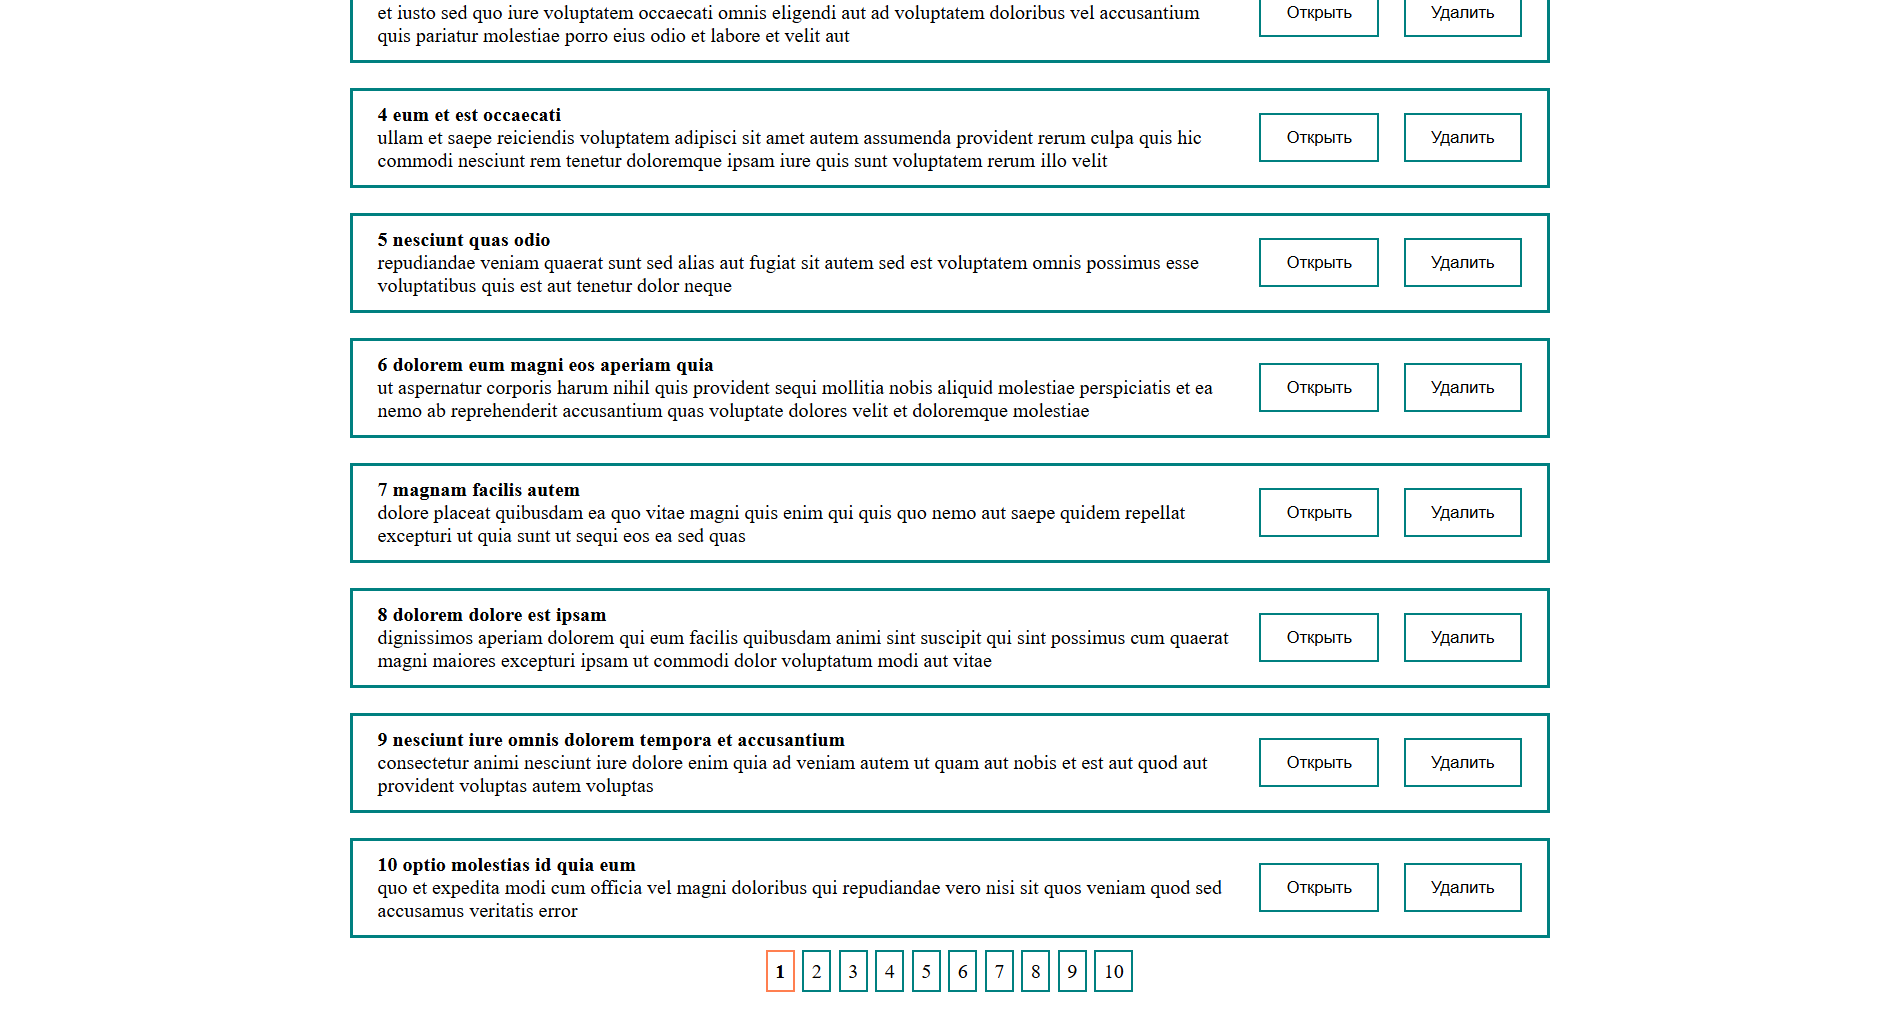 et iusto sed quo iure voluptatem occaecati omnis eligendi aut ad voluptatem doloribus vel accusantium
quis pariatur molestiae porro eius odio et labore et velit aut
Открыть
Удалить
4 eum et est occaecati
ullam et saepe reiciendis voluptatem adipisci sit amet autem assumenda provident rerum culpa quis hic
commodi nesciunt rem tenetur doloremque ipsam iure quis sunt voluptatem rerum illo velit
Открыть
Удалить
5 nesciunt quas odio
repudiandae veniam quaerat sunt sed alias aut fugiat sit autem sed est voluptatem omnis possimus esse
voluptatibus quis est aut tenetur dolor neque
Открыть
Удалить
6 dolorem eum magni eos aperiam quia
ut aspernatur corporis harum nihil quis provident sequi mollitia nobis aliquid molestiae perspiciatis et ea
nemo ab reprehenderit accusantium quas voluptate dolores velit et doloremque molestiae
Открыть
Удалить
7 magnam facilis autem
dolore placeat quibusdam ea quo vitae magni quis enim qui quis quo nemo aut saepe quidem repellat
excepturi ut quia sunt ut sequi eos ea sed quas
Открыть
Удалить
8 dolorem dolore est ipsam
dignissimos aperiam dolorem qui eum facilis quibusdam animi sint suscipit qui sint possimus cum quaerat
magni maiores excepturi ipsam ut commodi dolor voluptatum modi aut vitae
Открыть
Удалить
9 nesciunt iure omnis dolorem tempora et accusantium
consectetur animi nesciunt iure dolore enim quia ad veniam autem ut quam aut nobis et est aut quod aut
provident voluptas autem voluptas
Открыть
Удалить
10 optio molestias id quia eum
quo et expedita modi cum officia vel magni doloribus qui repudiandae vero nisi sit quos veniam quod sed
accusamus veritatis error
Открыть
Удалить
1 2 3 4 5 6 7 8 9 10